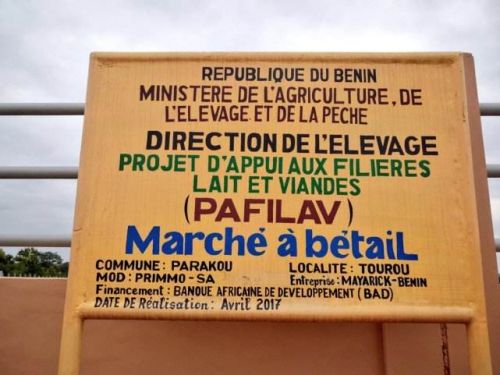 REPUBLIQUE DU BENIN
MINISTERE DE L'AGRICULTURE, DE
L'ELEVAGE ET DE LA PECHE
DIRECTION DE L'ELEVAGE
PROJET D'APPUI AUX FILIERES
LAIT ET VIANDES
(PAFILAV)
Marché à bétaiL
COMMUNE: PARAKOU LOCALITE: TOUROU
MOD: PRIMMO-SA Entreprise: MAYARICK-BENIN
Financement: BANQUE AFRICAINE DE DEVELOPPEMENT (BAD)
DATE DE Réalisation: Avril 2017